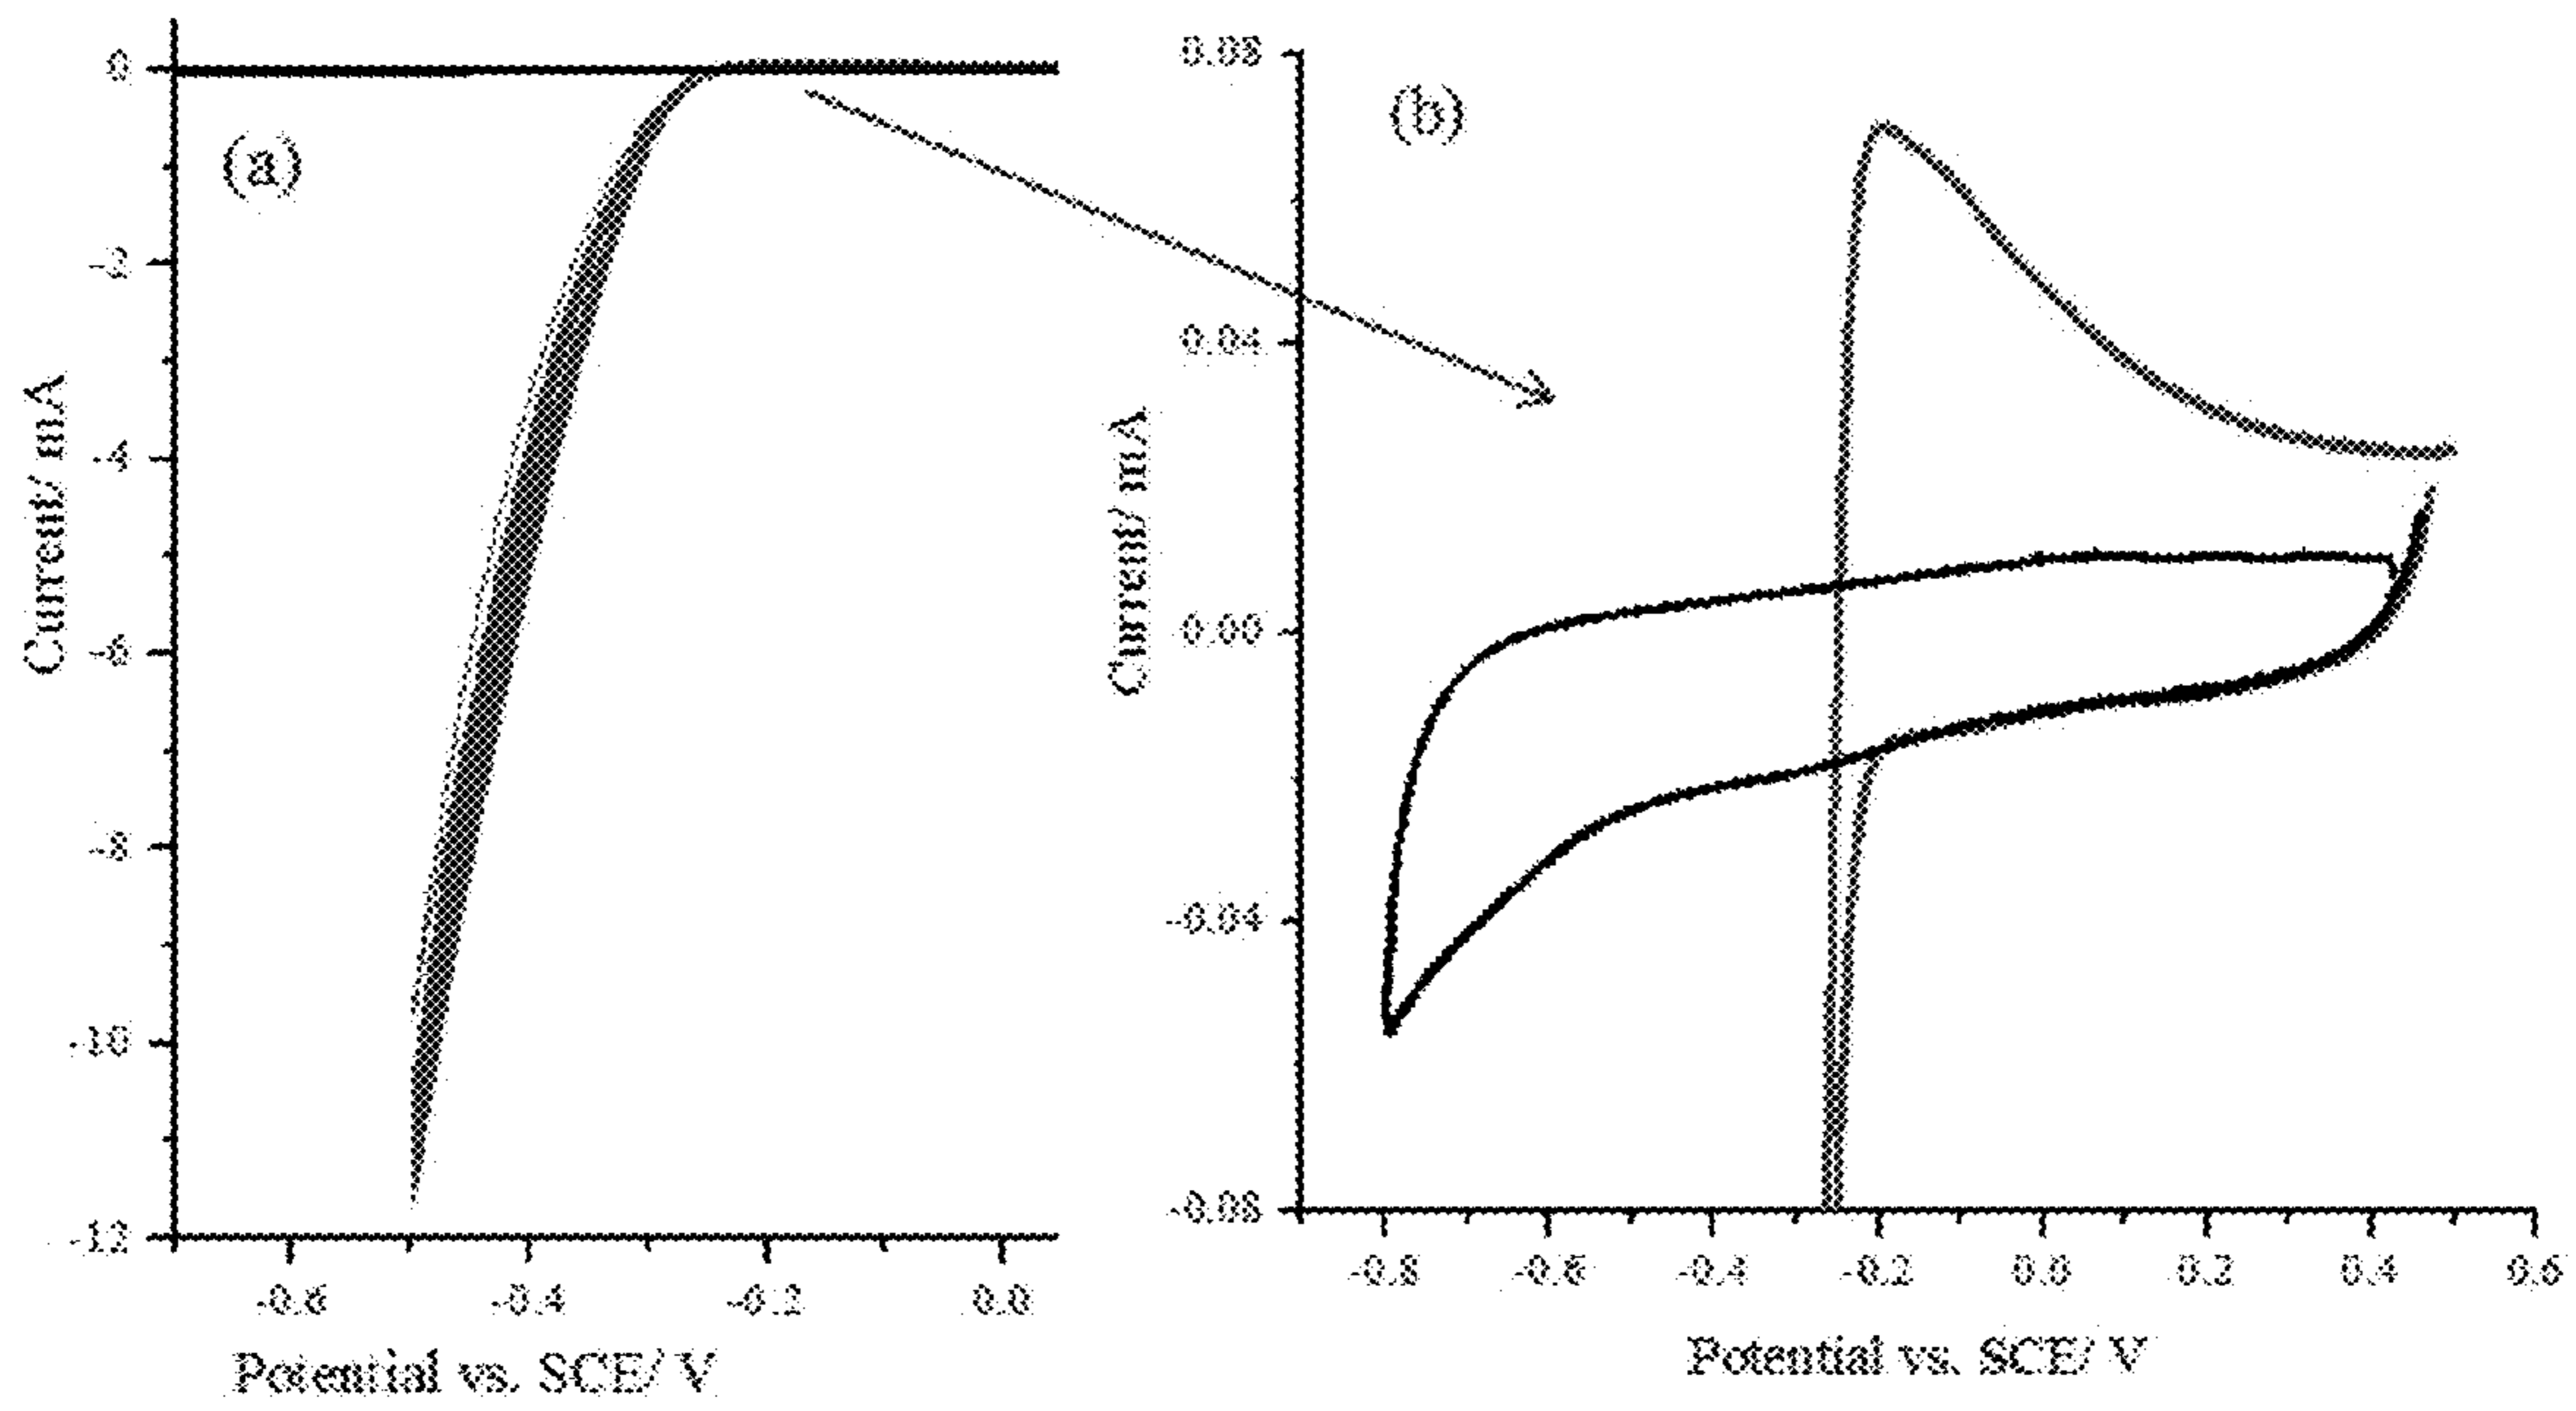 (a)
0
-2
-4
-6
-8
-10
-12
Current/ mA
-0.6 -0.4 -0.2 0.0
Potential vs. SCE/ V
(b)
0.08
0.04
0.00
-0.04
-0.08
Current/ mA
-0.8 -0.6 -0.4 -0.2 0.0 0.2 0.4 0.6
Potential vs. SCE/ V